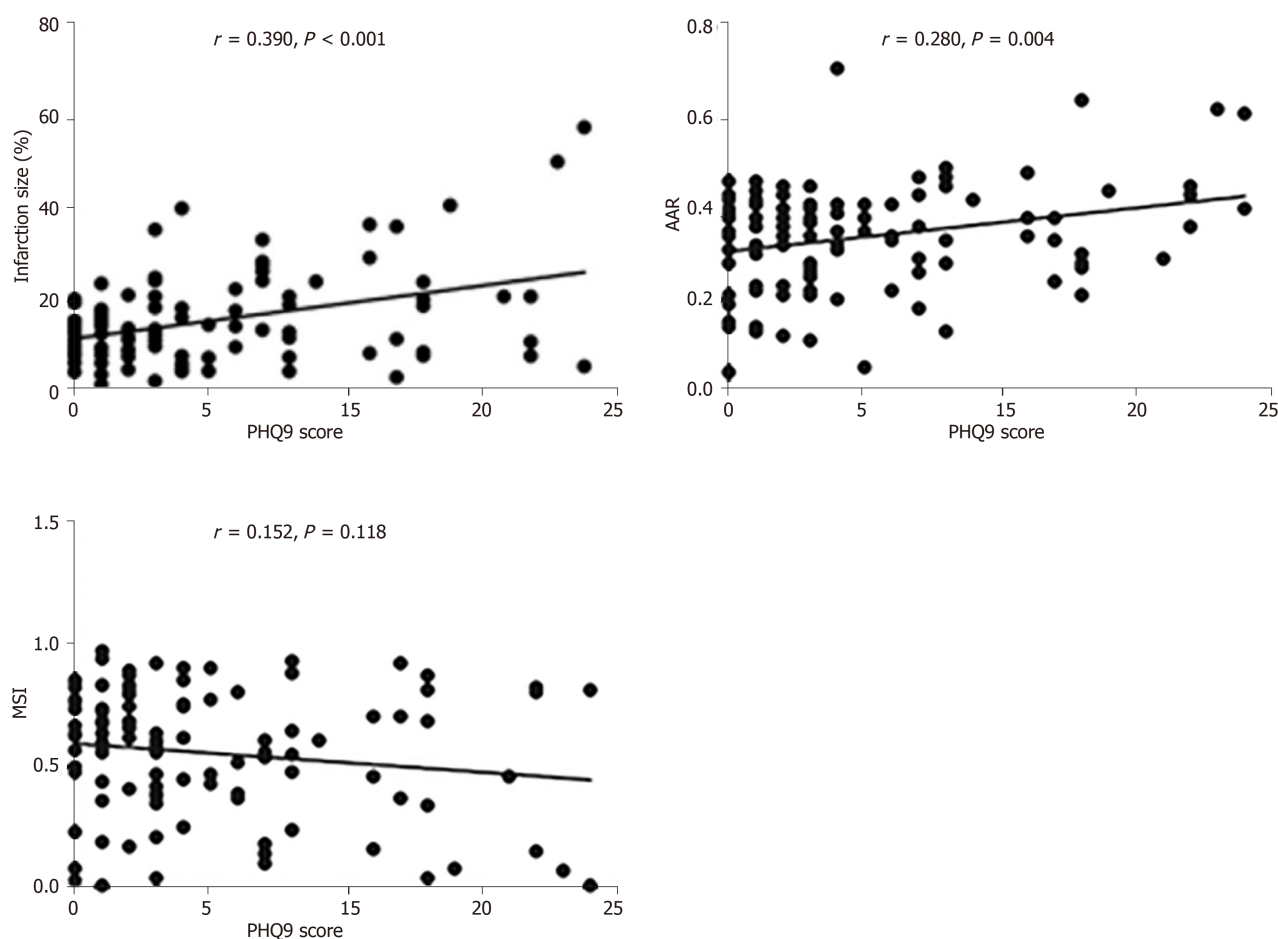 r = 0.390, P < 0.001
80
60
40
20
0
Infarction size (%)
0 5 15 20 25
PHQ9 score
r = 0.280, P = 0.004
0.8
0.6
0.4
0.2
0.0
AAR
0 5 15 20 25
PHQ9 score
r = 0.152, P = 0.118
1.5
1.0
0.5
0.0
MSI
0 5 15 20 25
PHQ9 score